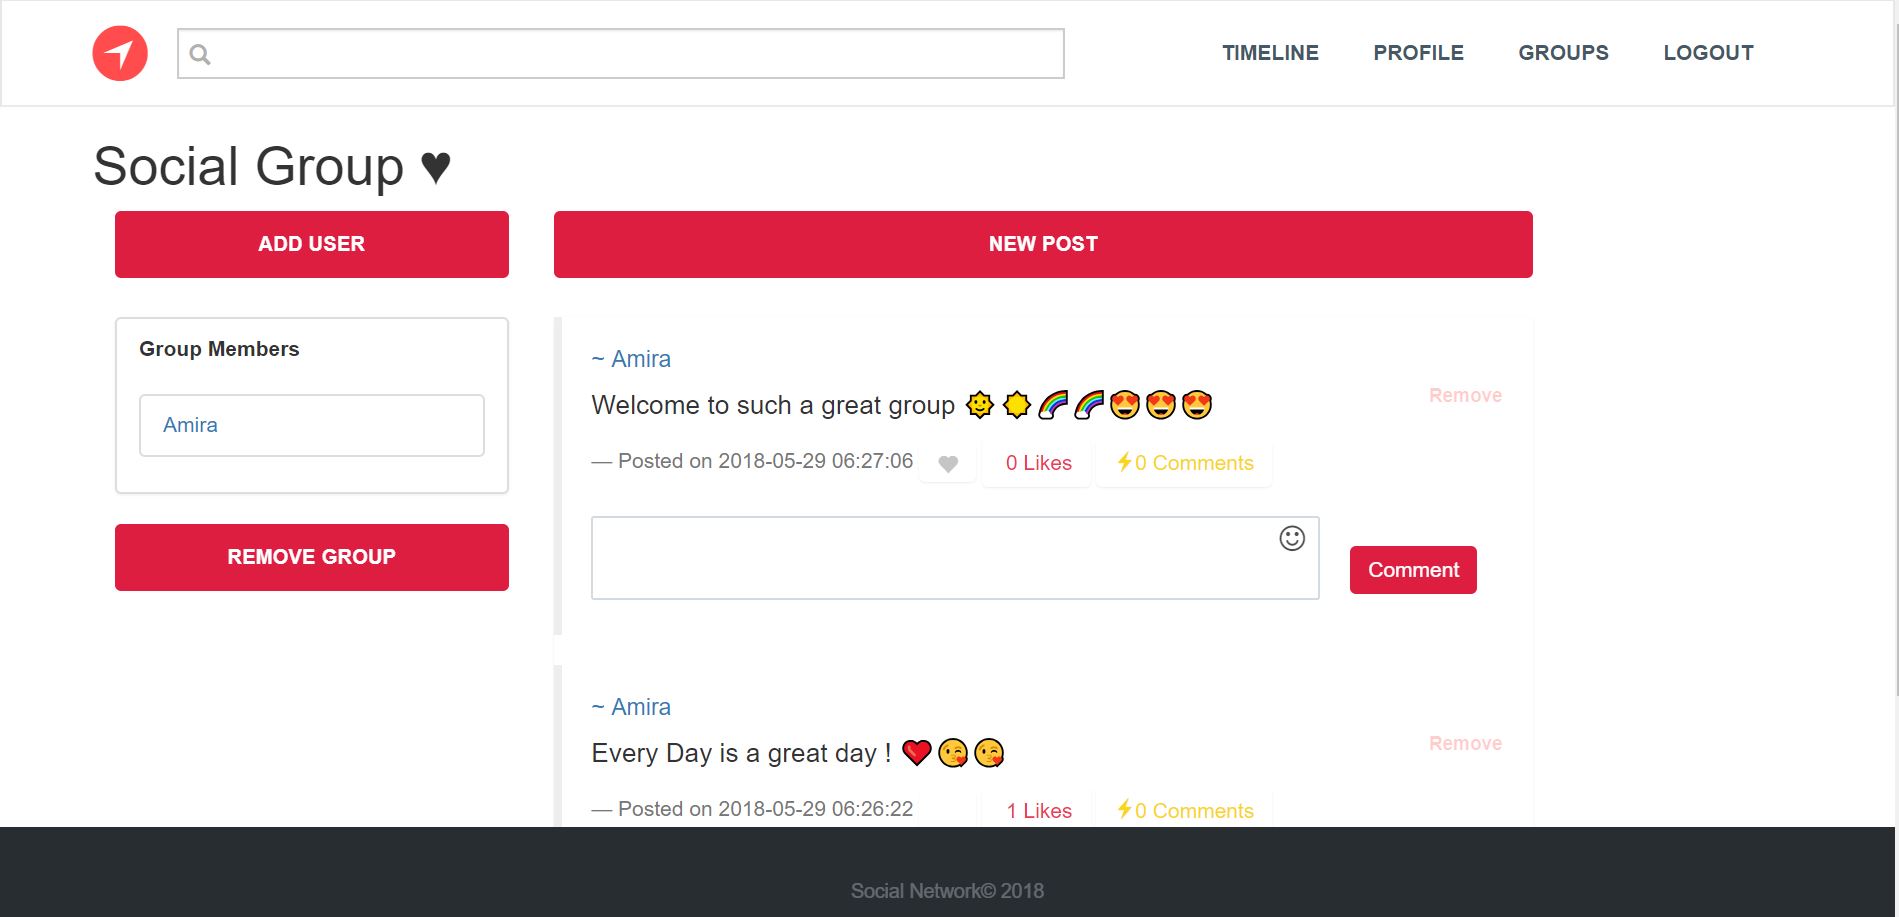 TIMELINE PROFILE GROUPS LOGOUT
Social Group ♥
ADD USER
NEW POST
Group Members
Amira
REMOVE GROUP
~ Amira
Welcome to such a great group 🌞🌞🌈🌈😍😍😍
Remove
— Posted on 2018-05-29 06:27:06 0 Likes ⚡0 Comments
Comment
~ Amira
Every Day is a great day ! ❤😘😘
Remove
— Posted on 2018-05-29 06:26:22 1 Likes ⚡0 Comments
Social Network© 2018